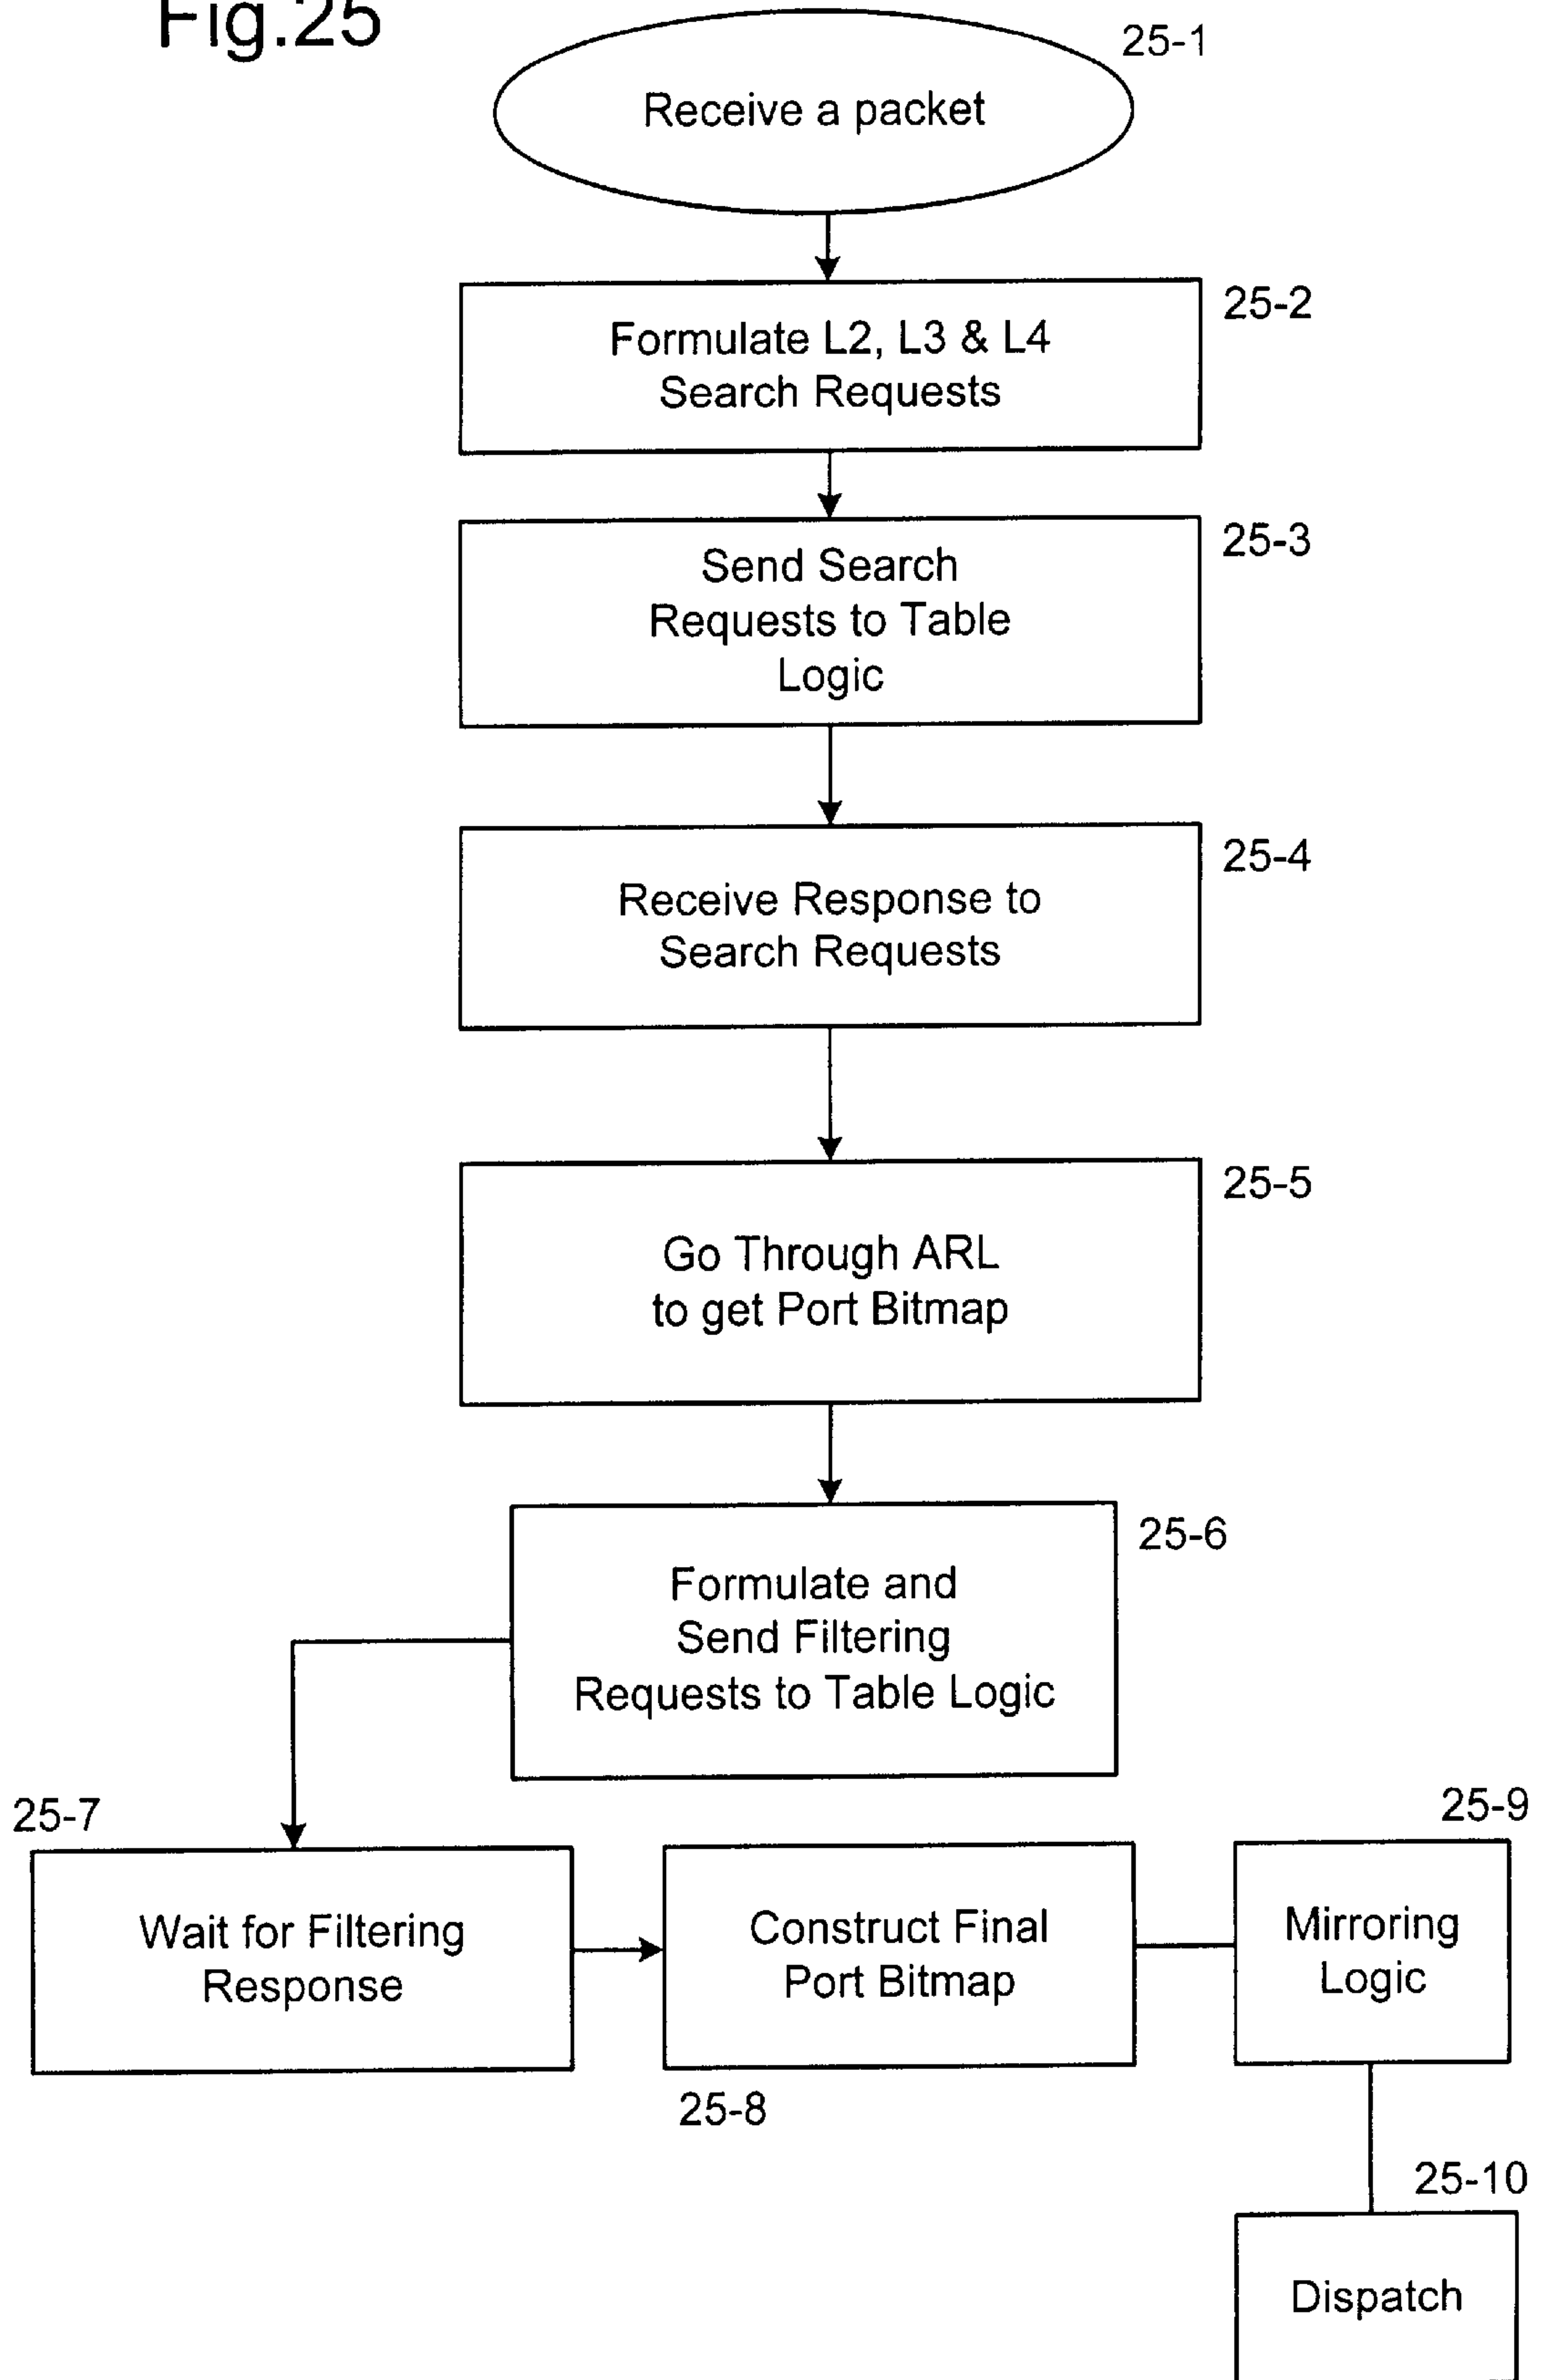 Fig.25
25-1
Receive a packet
25-2
Formulate L2, L3 & L4
Search Requests
25-3
Send Search
Requests to Table
Logic
25-4
Receive Response to
Search Requests
25-5
Go Through ARL
to get Port Bitmap
25-6
Formulate and
Send Filtering
Requests to Table Logic
25-7
Wait for Filtering
Response
25-8
Construct Final
Port Bitmap
25-9
Mirroring
Logic
25-10
Dispatch